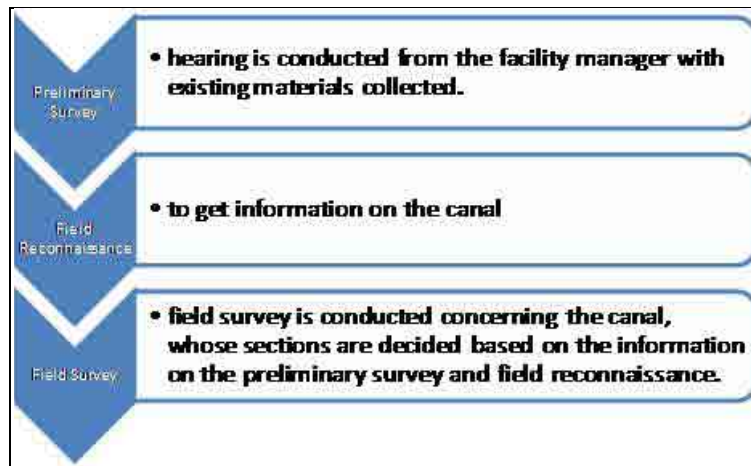 Preliminary
Survey
• hearing is conducted from the facility manager with
existing materials collected.
Field
Reconnaissance
• to get information on the canal
Field Survey
• field survey is conducted concerning the canal,
whose sections are decided based on the information
on the preliminary survey and field reconnaissance.